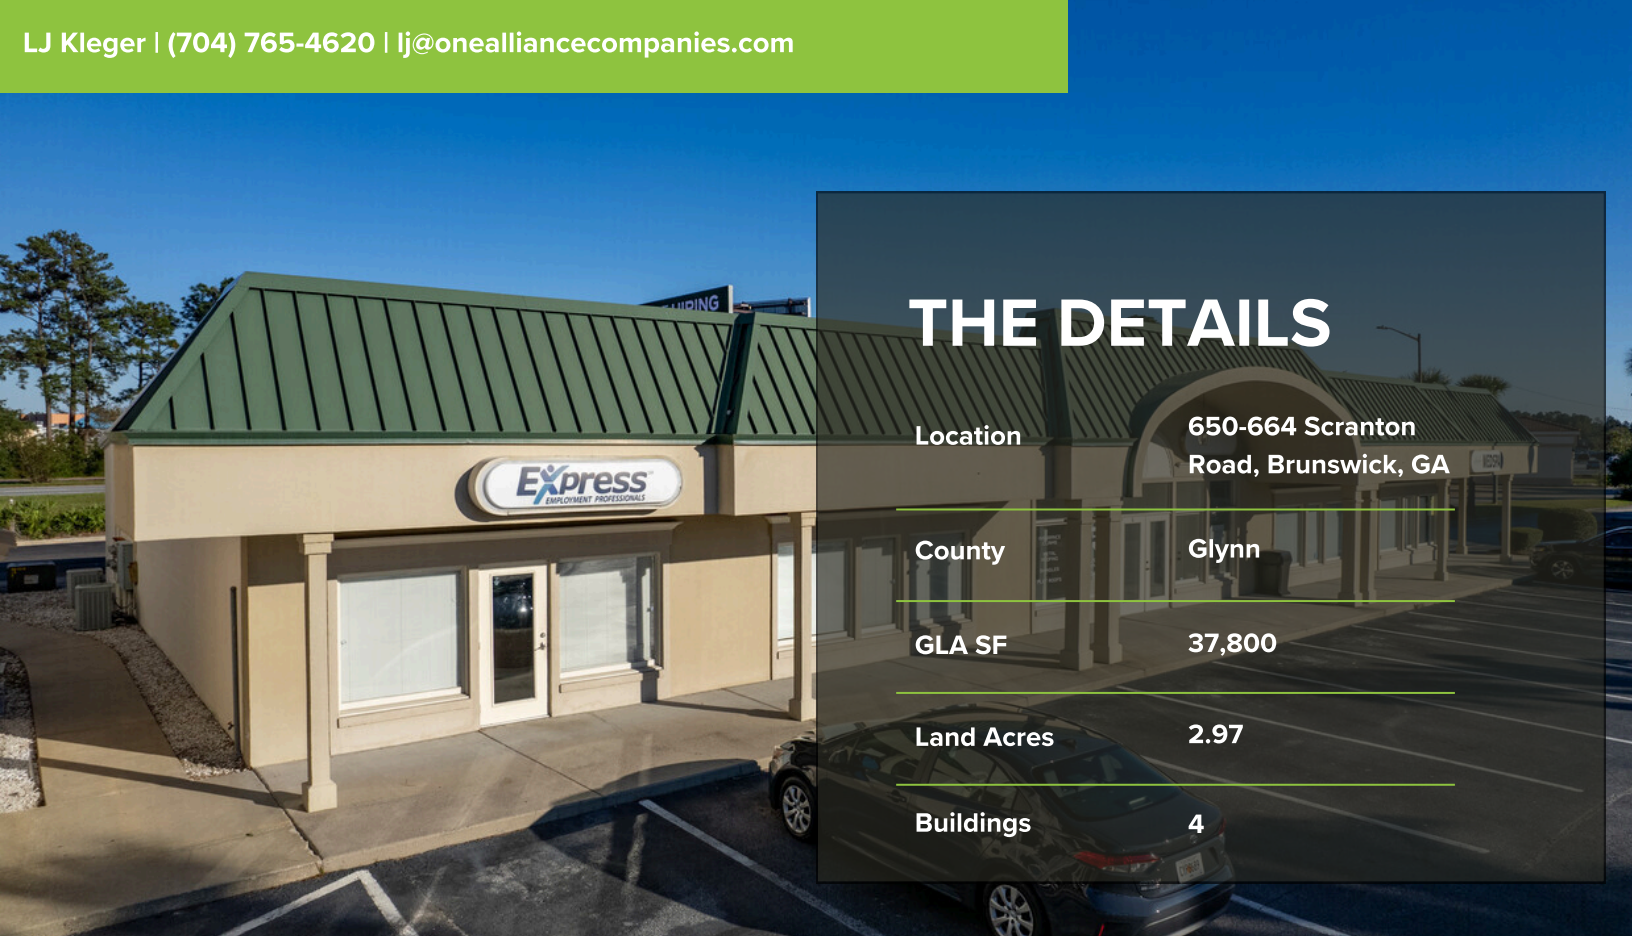 LJ Kleger | (704) 765-4620 | lj@onealliancecompanies.com
HIRING
THE DETAILS
Location
650-664 Scranton
Road, Brunswick, GA
Express
EMPLOYMENT PROFESSIONALS
County
Glynn
GLA SF
37,800
Land Acres
2.97
Buildings
4